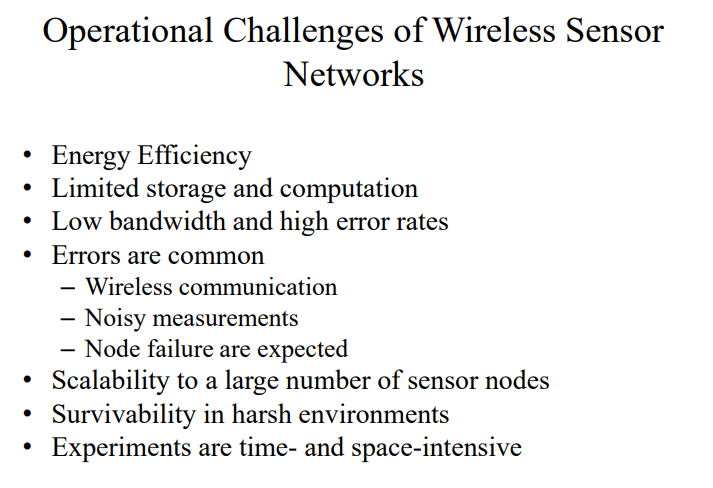 Operational Challenges of Wireless Sensor
Networks
• Energy Efficiency
• Limited storage and computation
• Low bandwidth and high error rates
• Errors are common
– Wireless communication
– Noisy measurements
– Node failure are expected
• Scalability to a large number of sensor nodes
• Survivability in harsh environments
• Experiments are time- and space-intensive